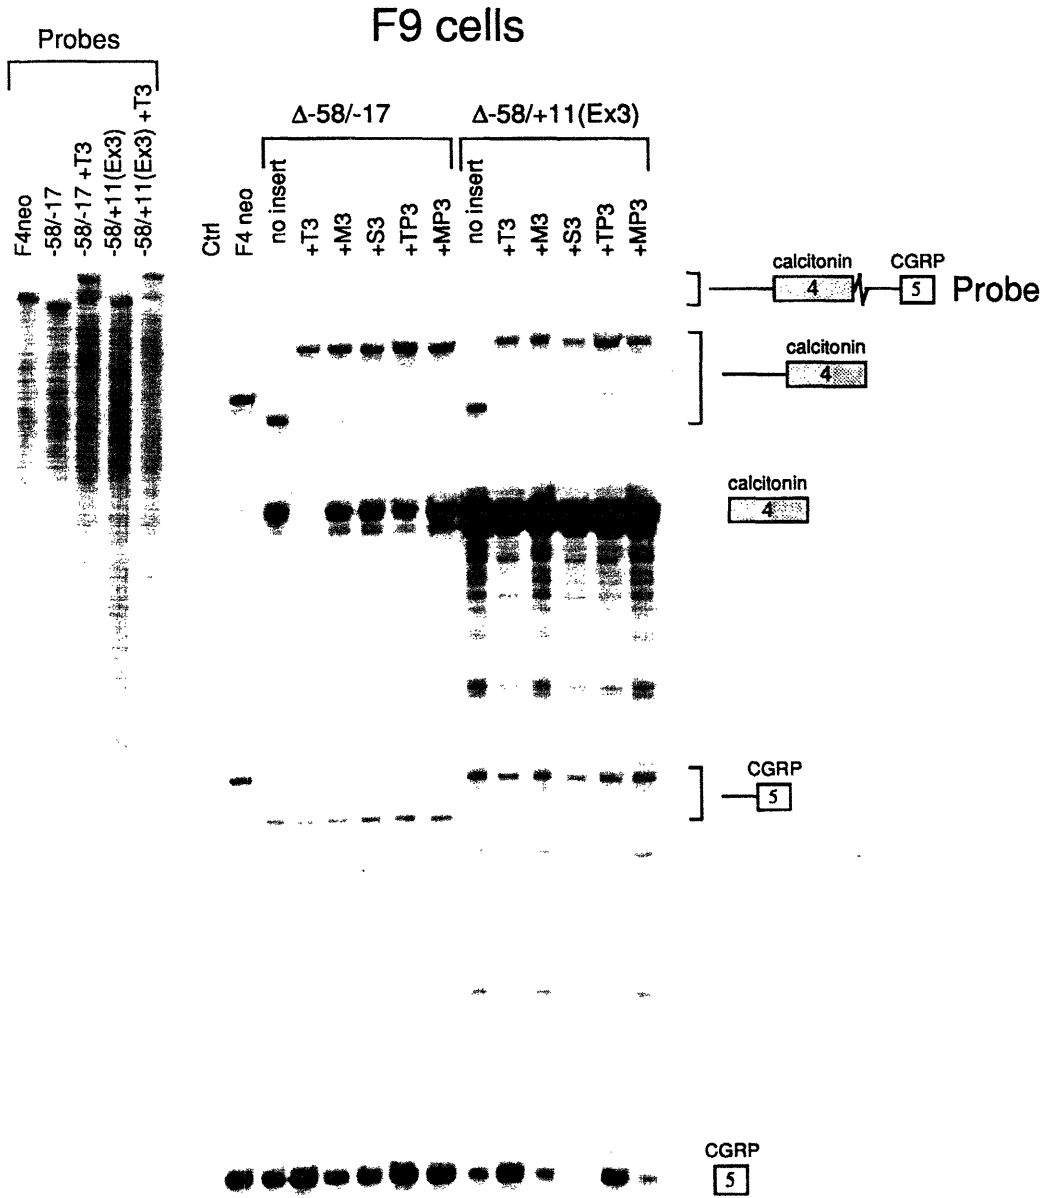 F9 cells
Probes
F4neo
-58/-17
-58/-17 +T3
-58/+11(Ex3)
-58/+11(Ex3) +T3
Δ-58/-17
Δ-58/+11(Ex3)
Ctrl
F4 neo
no insert
+T3
+M3
+S3
+TP3
+MP3
no insert
+T3
+M3
+S3
+TP3
+MP3
calcitonin CGRP
4 5 Probe
calcitonin
4
calcitonin
4
CGRP
5
CGRP
5